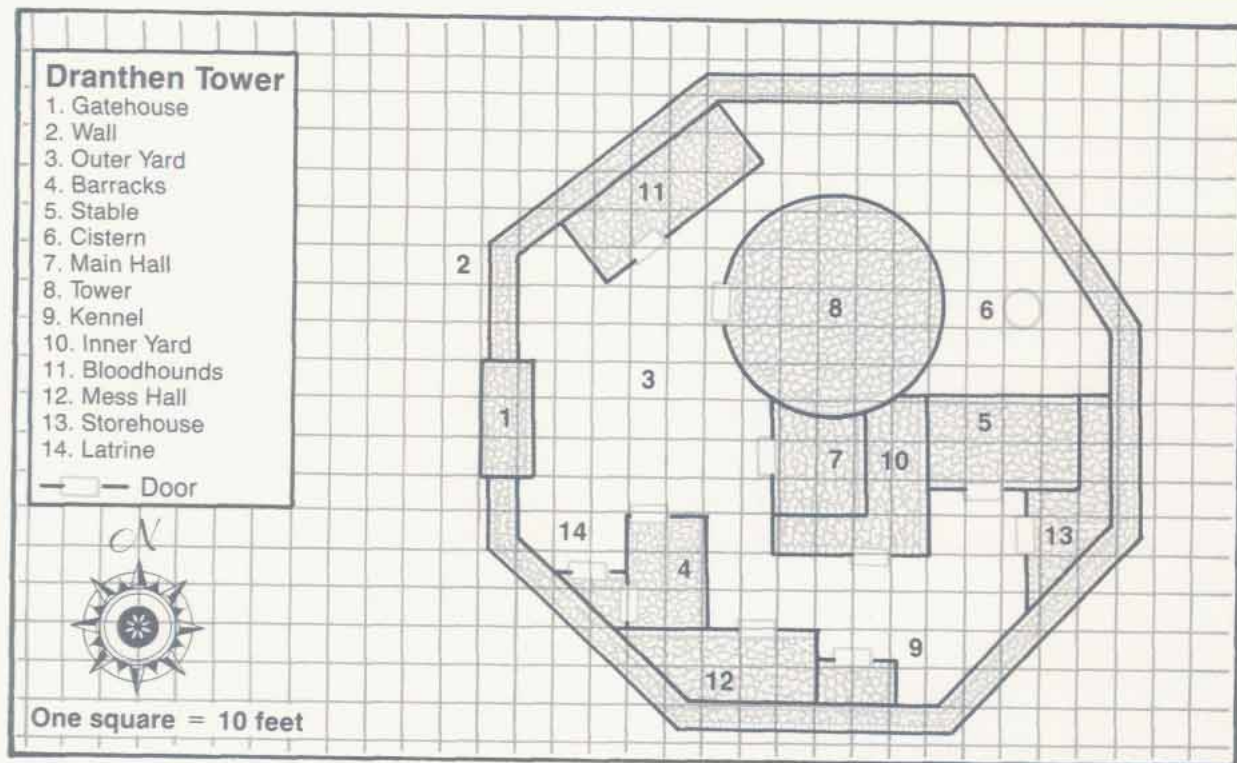 Dranthen Tower
1. Gatehouse
2. Wall
3. Outer Yard
4. Barracks
5. Stable
6. Cistern
7. Main Hall
8. Tower
9. Kennel
10. Inner Yard
11. Bloodhounds
12. Mess Hall
13. Storehouse
14. Latrine
Door
N
One square = 10 feet
11
2
8
6
3
1
5
7
10
14
4
13
9
12